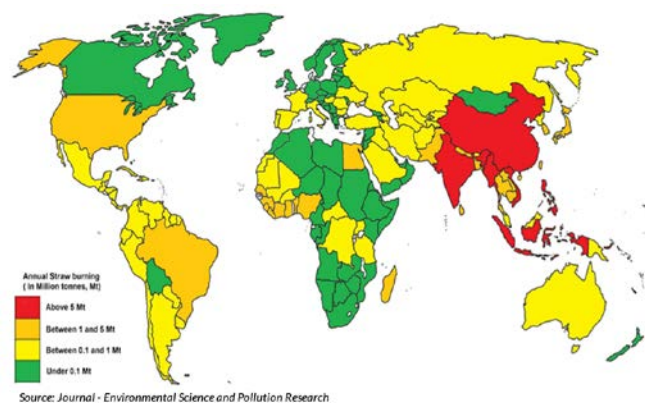 Annual Straw burning
( In Million tonnes, Mt)
Above 5 Mt
Between 1 and 5 Mt
Between 0.1 and 1 Mt
Under 0.1 Mt
Source: Journal - Environmental Science and Pollution Research